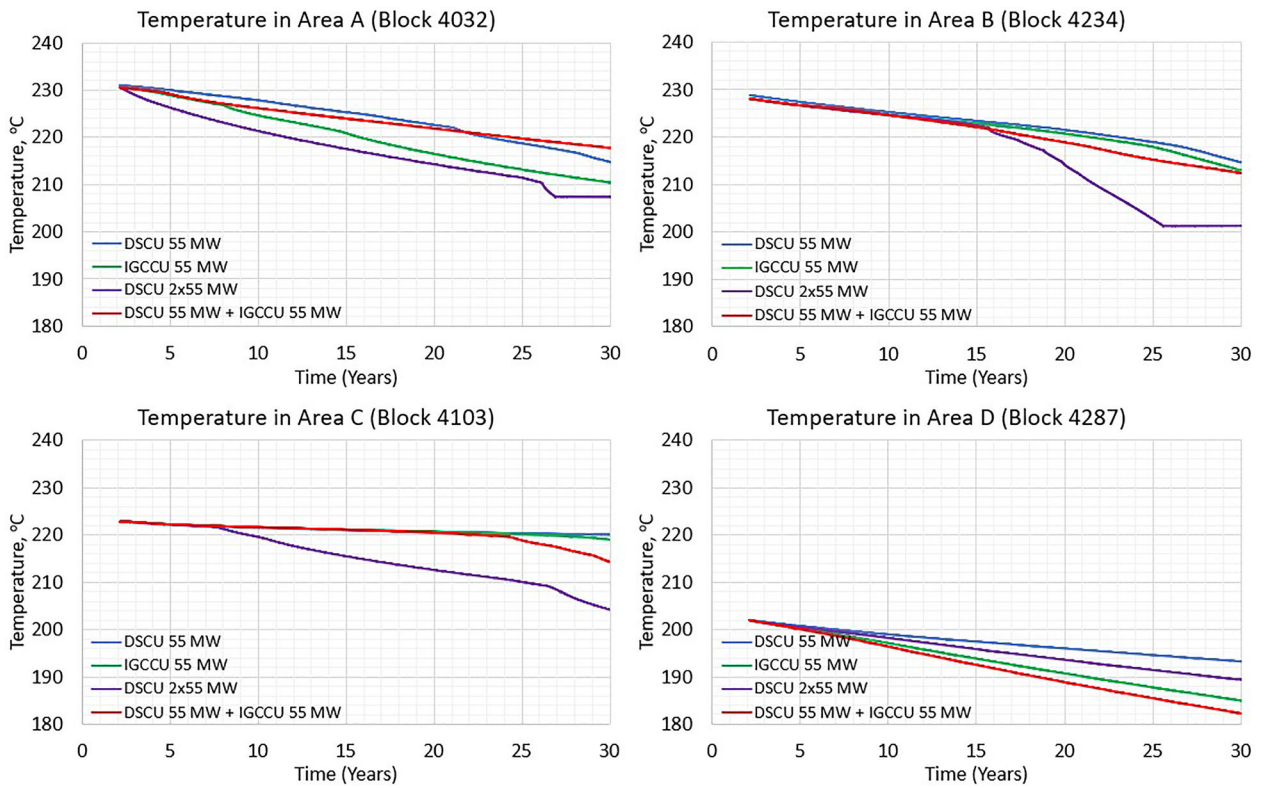 Temperature in Area A (Block 4032)
Temperature, °C
240
230
220
210
200
190
180
DSCU 55 MW
IGCCU 55 MW
DSCU 2x55 MW
DSCU 55 MW + IGCCU 55 MW
0 5 10 15 20 25 30
Time (Years)
Temperature in Area B (Block 4234)
Temperature, °C
240
230
220
210
200
190
180
DSCU 55 MW
IGCCU 55 MW
DSCU 2x55 MW
DSCU 55 MW + IGCCU 55 MW
0 5 10 15 20 25 30
Time (Years)
Temperature in Area C (Block 4103)
Temperature, °C
240
230
220
210
200
190
180
DSCU 55 MW
IGCCU 55 MW
DSCU 2x55 MW
DSCU 55 MW + IGCCU 55 MW
0 5 10 15 20 25 30
Time (Years)
Temperature in Area D (Block 4287)
Temperature, °C
240
230
220
210
200
190
180
DSCU 55 MW
IGCCU 55 MW
DSCU 2x55 MW
DSCU 55 MW + IGCCU 55 MW
0 5 10 15 20 25 30
Time (Years)